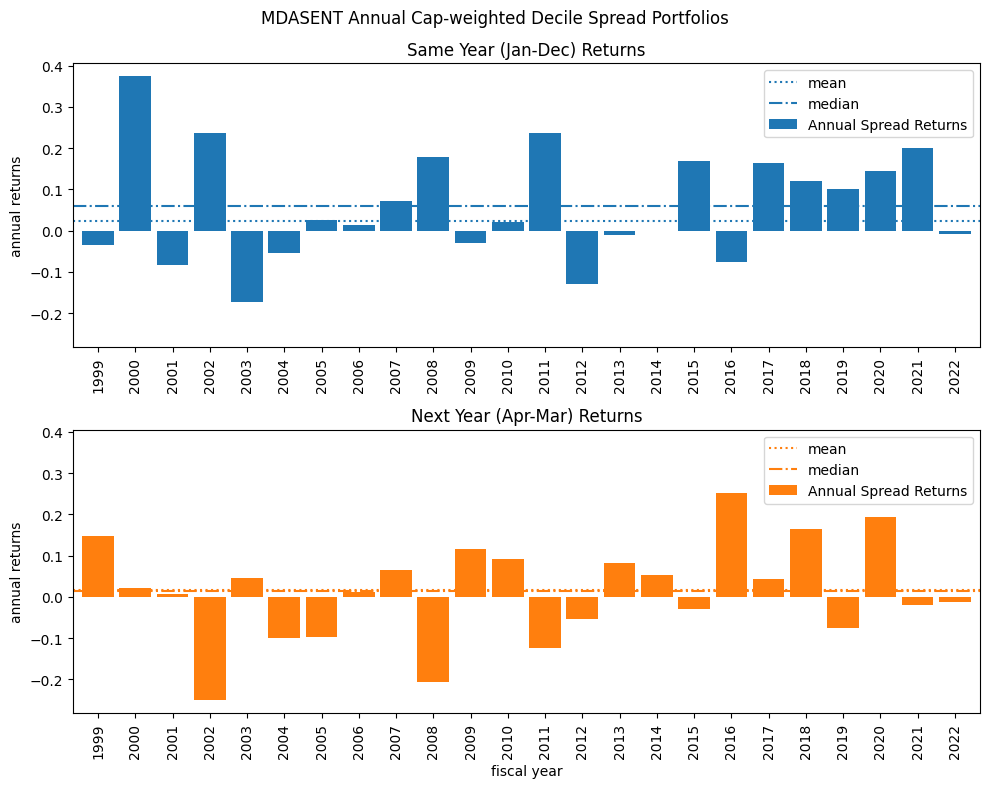 MDASENT Annual Cap-weighted Decile Spread Portfolios
Same Year (Jan-Dec) Returns
annual returns
0.4
0.3
0.2
0.1
0.0
−0.1
−0.2
mean
median
Annual Spread Returns
1999 2000 2001 2002 2003 2004 2005 2006 2007 2008 2009 2010 2011 2012 2013 2014 2015 2016 2017 2018 2019 2020 2021 2022
Next Year (Apr-Mar) Returns
annual returns
0.4
0.3
0.2
0.1
0.0
−0.1
−0.2
mean
median
Annual Spread Returns
1999 2000 2001 2002 2003 2004 2005 2006 2007 2008 2009 2010 2011 2012 2013 2014 2015 2016 2017 2018 2019 2020 2021 2022
fiscal year